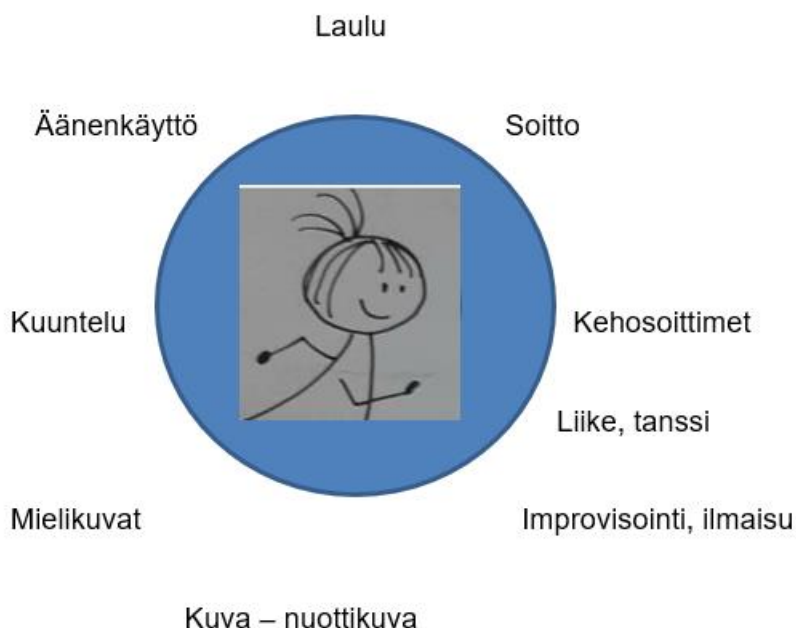 Laulu
Äänenkäyttö
Soitto
Kuuntelu
Kehosoittimet
Liike, tanssi
Mielikuvat
Improvisointi, ilmaisu
Kuva – nuottikuva